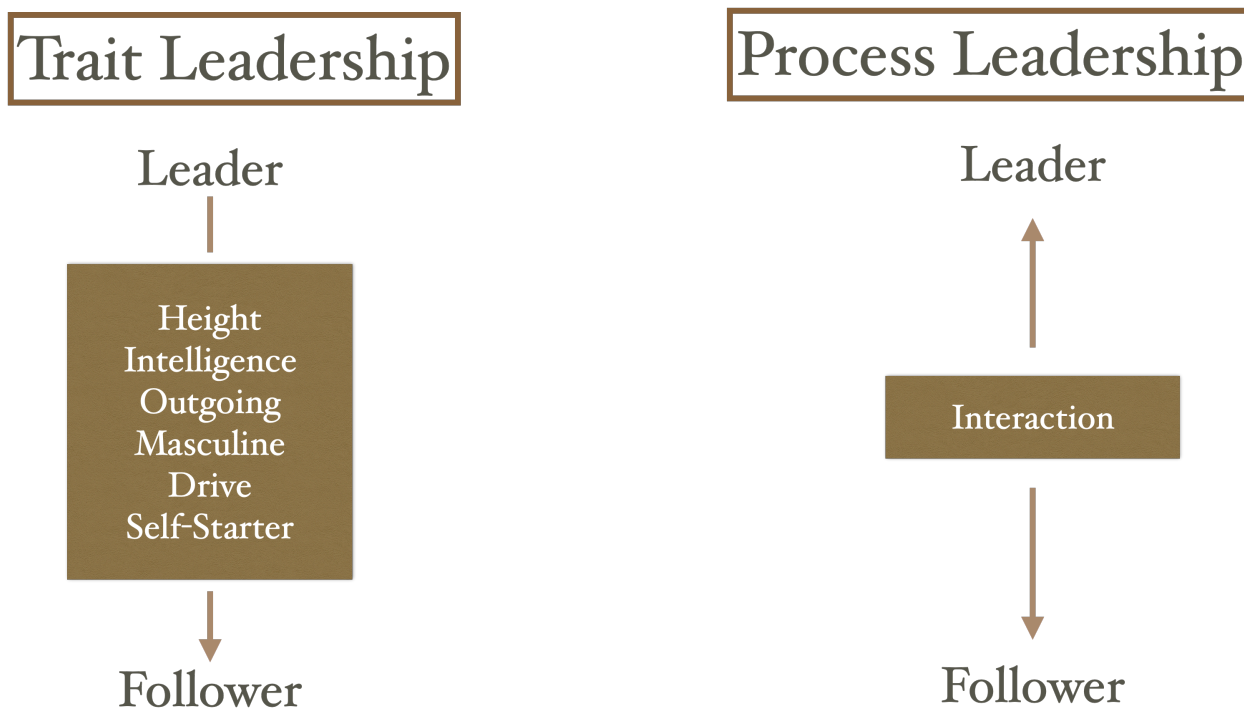 Trait Leadership
Leader
Height
Intelligence
Outgoing
Masculine
Drive
Self-Starter
Follower
Process Leadership
Leader
Interaction
Follower